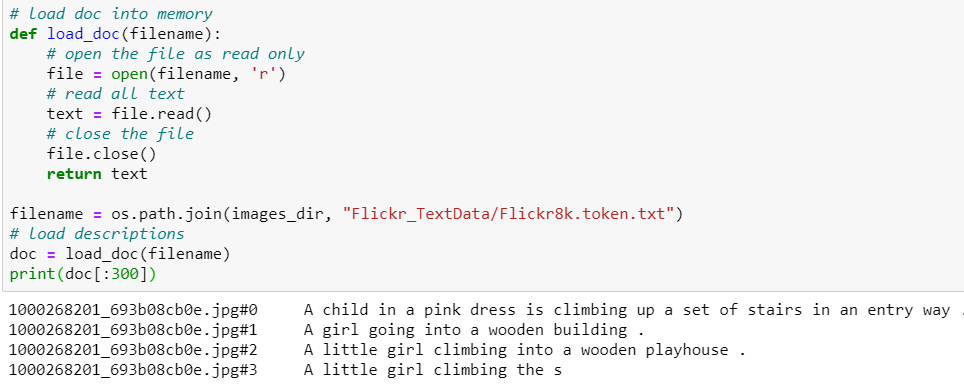 # load doc into memory
def load_doc(filename):
    # open the file as read only
    file = open(filename, 'r')
    # read all text
    text = file.read()
    # close the file
    file.close()
    return text

filename = os.path.join(images_dir, "Flickr_TextData/Flickr8k.token.txt")
# load descriptions
doc = load_doc(filename)
print(doc[:300])
1000268201_693b08cb0e.jpg#0     A child in a pink dress is climbing up a set of stairs in an entry way .
1000268201_693b08cb0e.jpg#1     A girl going into a wooden building .
1000268201_693b08cb0e.jpg#2     A little girl climbing into a wooden playhouse .
1000268201_693b08cb0e.jpg#3     A little girl climbing the s